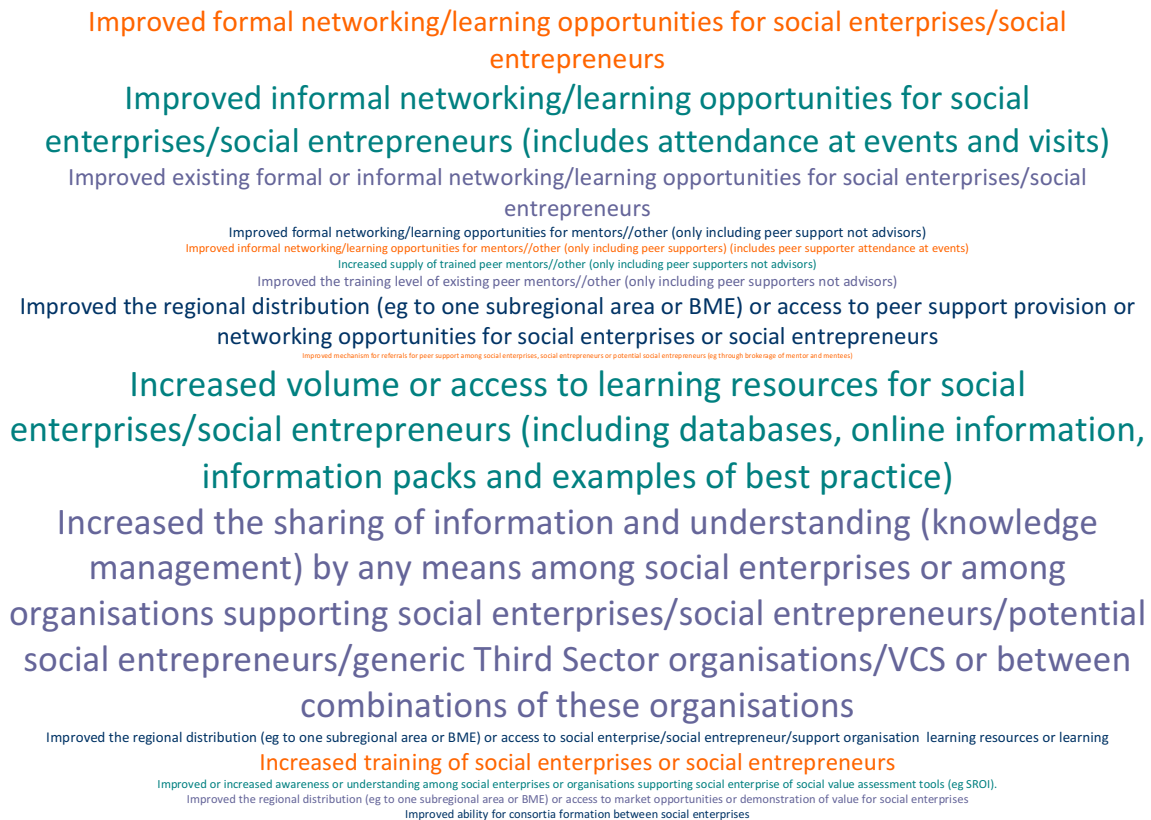 Improved formal networking/learning opportunities for social enterprises/social
entrepreneurs
Improved informal networking/learning opportunities for social
enterprises/social entrepreneurs (includes attendance at events and visits)
Improved existing formal or informal networking/learning opportunities for social enterprises/social
entrepreneurs
Improved formal networking/learning opportunities for mentors//other (only including peer support not advisors)
Improved informal networking/learning opportunities for mentors//other (only including peer supporters) (includes peer supporter attendance at events)
Increased supply of trained peer mentors//other (only including peer supporters not advisors)
Improved the training level of existing peer mentors//other (only including peer supporters not advisors)
Improved the regional distribution (eg to one subregional area or BME) or access to peer support provision or
networking opportunities for social enterprises or social entrepreneurs
Improved mechanism for referrals for peer support among social enterprises, social entrepreneurs or potential social entrepreneurs (eg through brokerage of mentor and mentees)
Increased volume or access to learning resources for social
enterprises/social entrepreneurs (including databases, online information,
information packs and examples of best practice)
Increased the sharing of information and understanding (knowledge
management) by any means among social enterprises or among
organisations supporting social enterprises/social entrepreneurs/potential
social entrepreneurs/generic Third Sector organisations/VCS or between
combinations of these organisations
Improved the regional distribution (eg to one subregional area or BME) or access to social enterprise/social entrepreneur/support organisation  learning resources or learning
Increased training of social enterprises or social entrepreneurs
Improved or increased awareness or understanding among social enterprises or organisations supporting social enterprise of social value assessment tools (eg SROI).
Improved the regional distribution (eg to one subregional area or BME) or access to market opportunities or demonstration of value for social enterprises
Improved ability for consortia formation between social enterprises